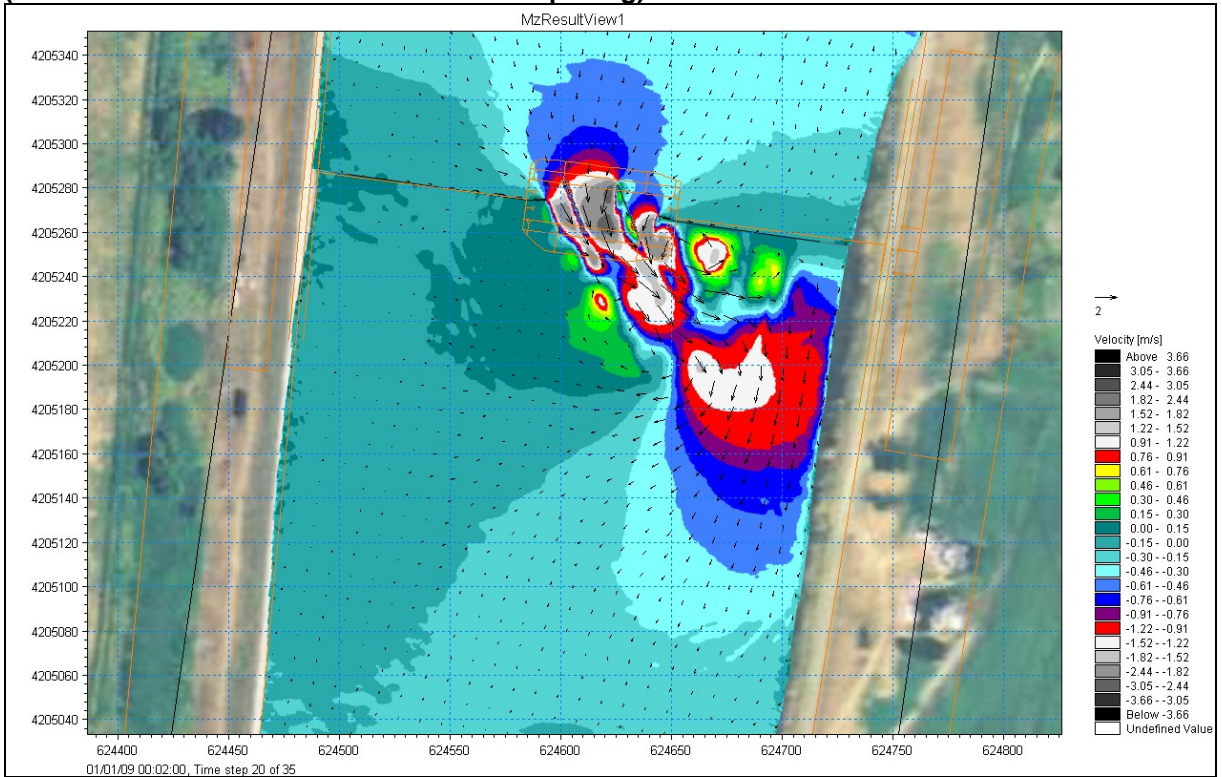 MzResultView1
4205340
4205320
4205300
4205280
4205260
4205240
4205220
4205200
4205180
4205160
4205140
4205120
4205100
4205080
4205060
4205040
624400 624450 624500 624550 624600 624650 624700 624750 624800
01/01/09 00:02:00, Time step 20 of 35
2
Velocity [m/s]
Above 3.66
3.05 - 3.66
2.44 - 3.05
1.82 - 2.44
1.52 - 1.82
1.22 - 1.52
0.91 - 1.22
0.76 - 0.91
0.61 - 0.76
0.46 - 0.61
0.30 - 0.46
0.15 - 0.30
0.00 - 0.15
-0.15 - 0.00
-0.30 - -0.15
-0.46 - -0.30
-0.61 - -0.46
-0.76 - -0.61
-0.91 - -0.76
-1.22 - -0.91
-1.52 - -1.22
-1.82 - -1.52
-2.44 - -1.82
-3.05 - -2.44
-3.66 - -3.05
Below -3.66
Undefined Value